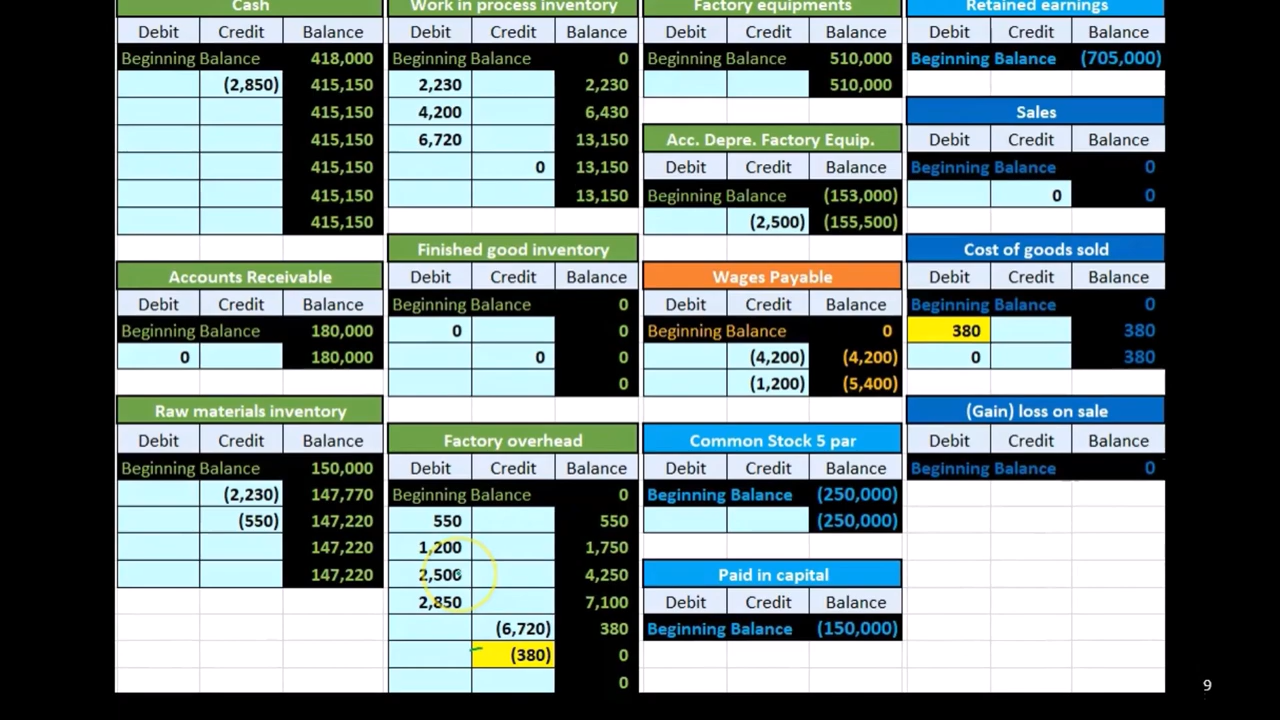 Cash
Debit Credit Balance
Beginning Balance 418,000
(2,850) 415,150
415,150
415,150
415,150
415,150
415,150
Accounts Receivable
Debit Credit Balance
Beginning Balance 180,000
0 180,000
Raw materials inventory
Debit Credit Balance
Beginning Balance 150,000
(2,230) 147,770
(550) 147,220
147,220
147,220
Work in process inventory
Debit Credit Balance
Beginning Balance 0
2,230 2,230
4,200 6,430
6,720 13,150
0 13,150
13,150
Finished good inventory
Debit Credit Balance
Beginning Balance 0
0 0
0 0
0
Factory overhead
Debit Credit Balance
Beginning Balance 0
550 550
1,200 1,750
2,500 4,250
2,850 7,100
(6,720) 380
(380) 0
0
Factory equipments
Debit Credit Balance
Beginning Balance 510,000
510,000
Acc. Depre. Factory Equip.
Debit Credit Balance
Beginning Balance (153,000)
(2,500) (155,500)
Wages Payable
Debit Credit Balance
Beginning Balance 0
(4,200) (4,200)
(1,200) (5,400)
Common Stock 5 par
Debit Credit Balance
Beginning Balance (250,000)
(250,000)
Paid in capital
Debit Credit Balance
Beginning Balance (150,000)
Retained earnings
Debit Credit Balance
Beginning Balance (705,000)
Sales
Debit Credit Balance
Beginning Balance 0
0 0
Cost of goods sold
Debit Credit Balance
Beginning Balance 0
380 380
0 380
(Gain) loss on sale
Debit Credit Balance
Beginning Balance 0
9